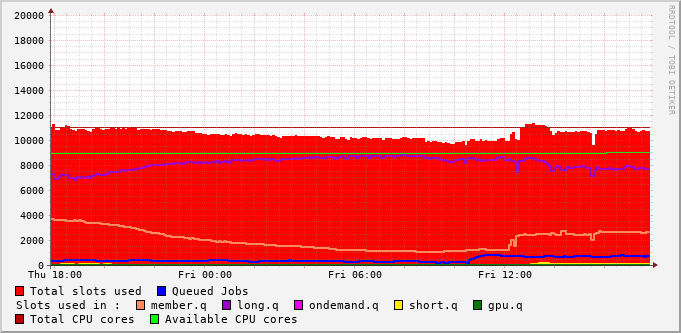 20000
18000
16000
14000
12000
10000
8000
6000
4000
2000
0
Thu 18:00 Fri 00:00 Fri 06:00 Fri 12:00
RRDTOOL / TOBI OETIKER
Total slots used Queued Jobs
Slots used in : member.q long.q ondemand.q short.q gpu.q
Total CPU cores Available CPU cores